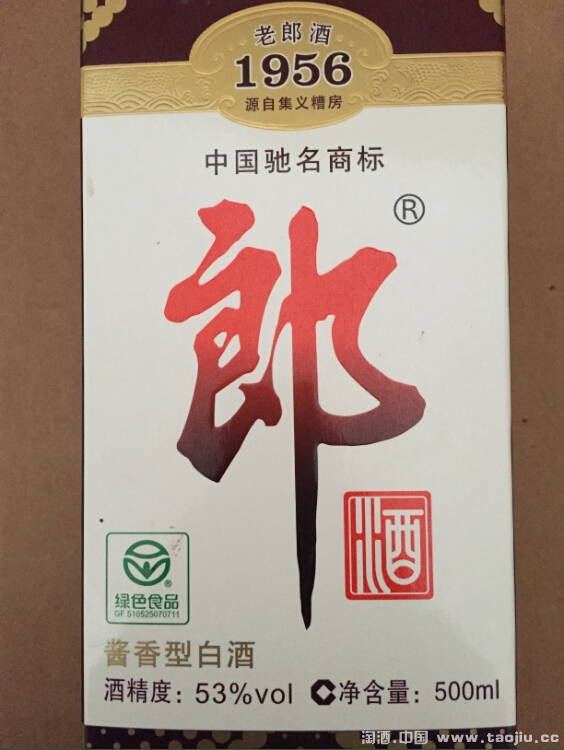 老郎酒
1956
源自集义糟房
中国驰名商标
郎
®
酒
®
绿色食品
GF 510525070711
酱香型白酒
酒精度：53%vol 净含量：500ml
淘酒.中国 www.taojiu.cc